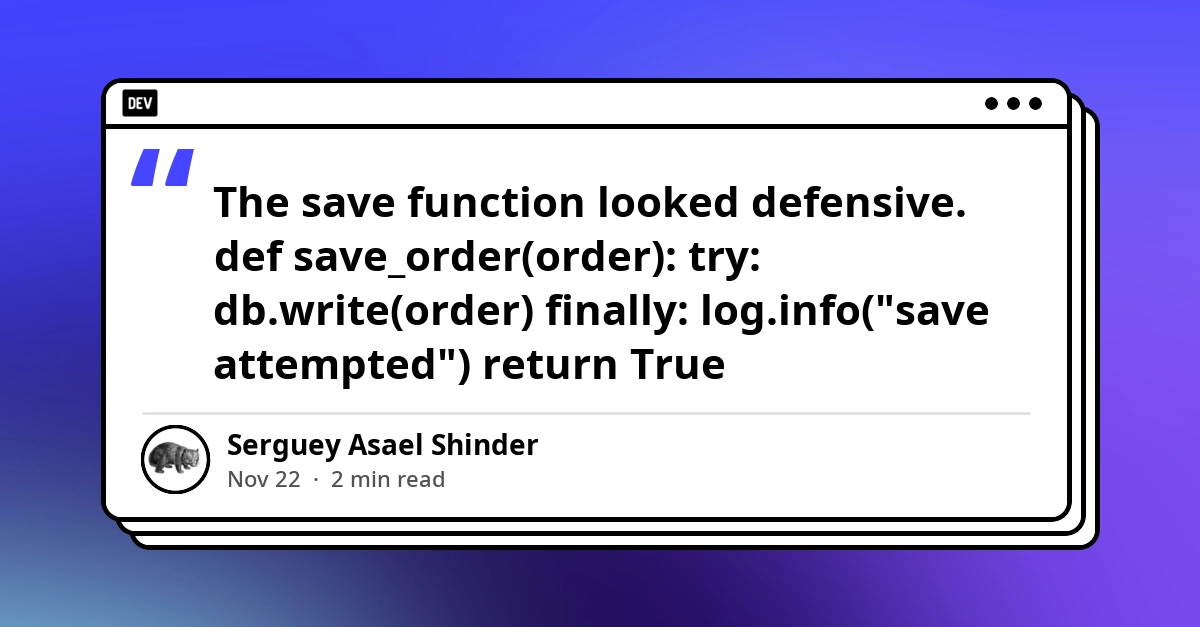 DEV
The save function looked defensive.
def save_order(order): try:
db.write(order) finally: log.info("save
attempted") return True
Serguey Asael Shinder
Nov 22 · 2 min read